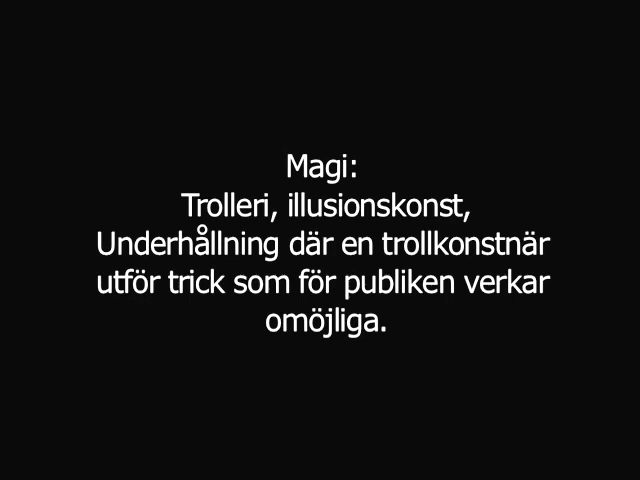 Magi:
Trolleri, illusionskonst,
Underhållning där en trollkonstnär
utför trick som för publiken verkar
omöjliga.